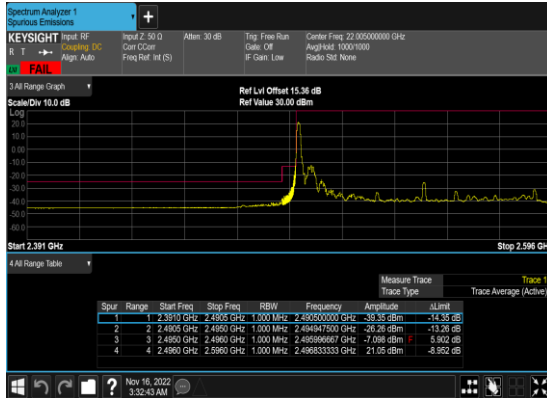 Spectrum Analyzer 1
Spurious Emissions
KEYSIGHT Input: RF Input Z: 50 Ω Atten: 30 dB Trig: Free Run Center Freq: 22.005000000 GHz
R T Coupling: DC Corr CCorr Gate: Off Avg|Hold: 1000/1000
Align: Auto Freq Ref: Int (S) IF Gain: Low Radio Std: None
FAIL
3 All Range Graph
Ref Lvl Offset 15.36 dB
Scale/Div 10.0 dB Ref Value 30.00 dBm
Log
20.0
10.0
0.00
-10.0
-20.0
-30.0
-40.0
-50.0
-60.0
Start 2.391 GHz Stop 2.596 GH
4 All Range Table
Measure Trace Trace 1
Trace Type Trace Average (Active)
Spur Range Start Freq Stop Freq RBW Frequency Amplitude ΔLimit
1 1 2.3910 GHz 2.4905 GHz 1.000 MHz 2.490500000 GHz -39.35 dBm -14.35 dB
2 2 2.4905 GHz 2.4950 GHz 1.000 MHz 2.494947500 GHz -26.26 dBm -13.26 dB
3 3 2.4950 GHz 2.4960 GHz 1.000 MHz 2.495996667 GHz -7.098 dBm F 5.902 dB
4 4 2.4960 GHz 2.5960 GHz 1.000 MHz 2.496833333 GHz 21.05 dBm -8.952 dB
Nov 16, 2022
3:32:43 AM